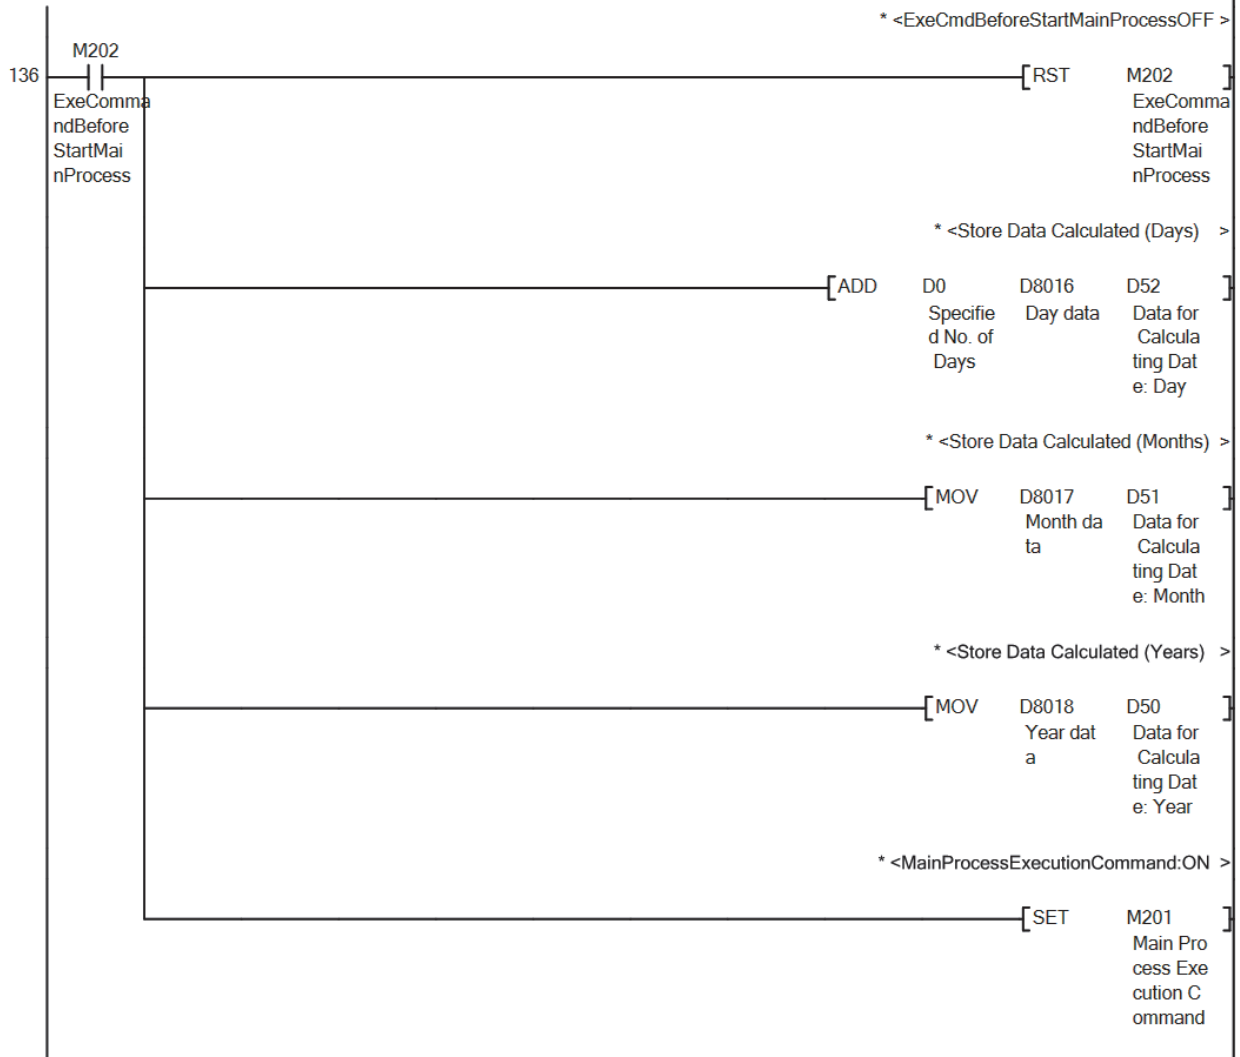 * <ExeCmdBeforeStartMainProcessOFF >
M202
136
RST M202
ExeComma
ndBefore
StartMai
nProcess
ExeComma
ndBefore
StartMai
nProcess
* <Store Data Calculated (Days) >
ADD D0 D8016 D52
Specifie
d No. of
Days
Day data
Data for
Calcula
ting Dat
e: Day
* <Store Data Calculated (Months) >
MOV D8017 D51
Month da
ta
Data for
Calcula
ting Dat
e: Month
* <Store Data Calculated (Years) >
MOV D8018 D50
Year dat
a
Data for
Calcula
ting Dat
e: Year
* <MainProcessExecutionCommand:ON >
SET M201
Main Pro
cess Exe
cution C
ommand